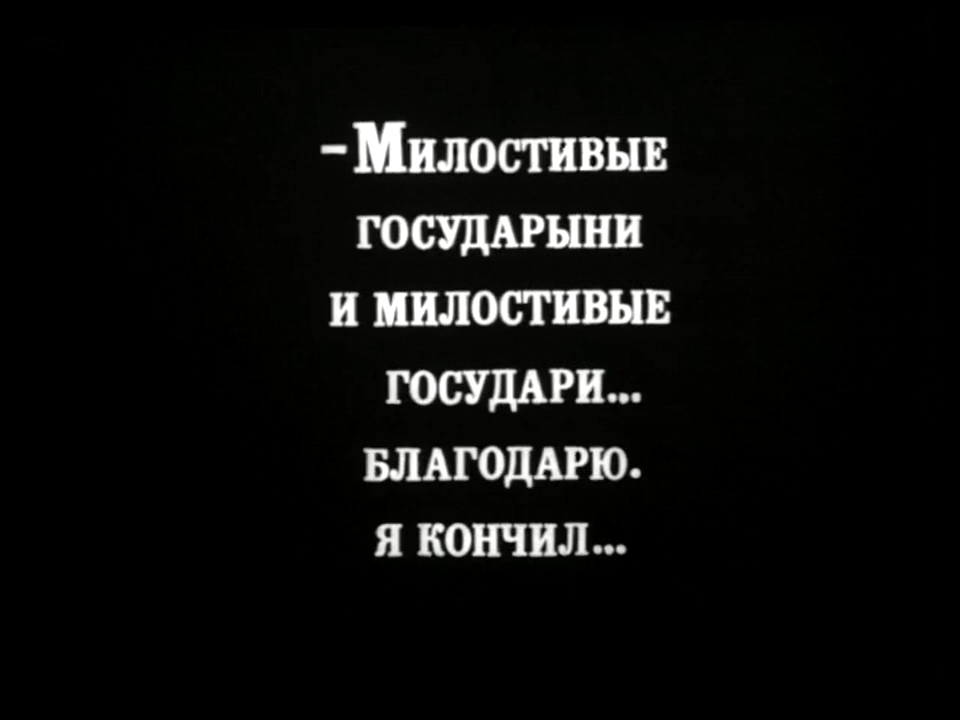 –Милостивые
государыни
и милостивые
государи...
благодарю.
я кончил...